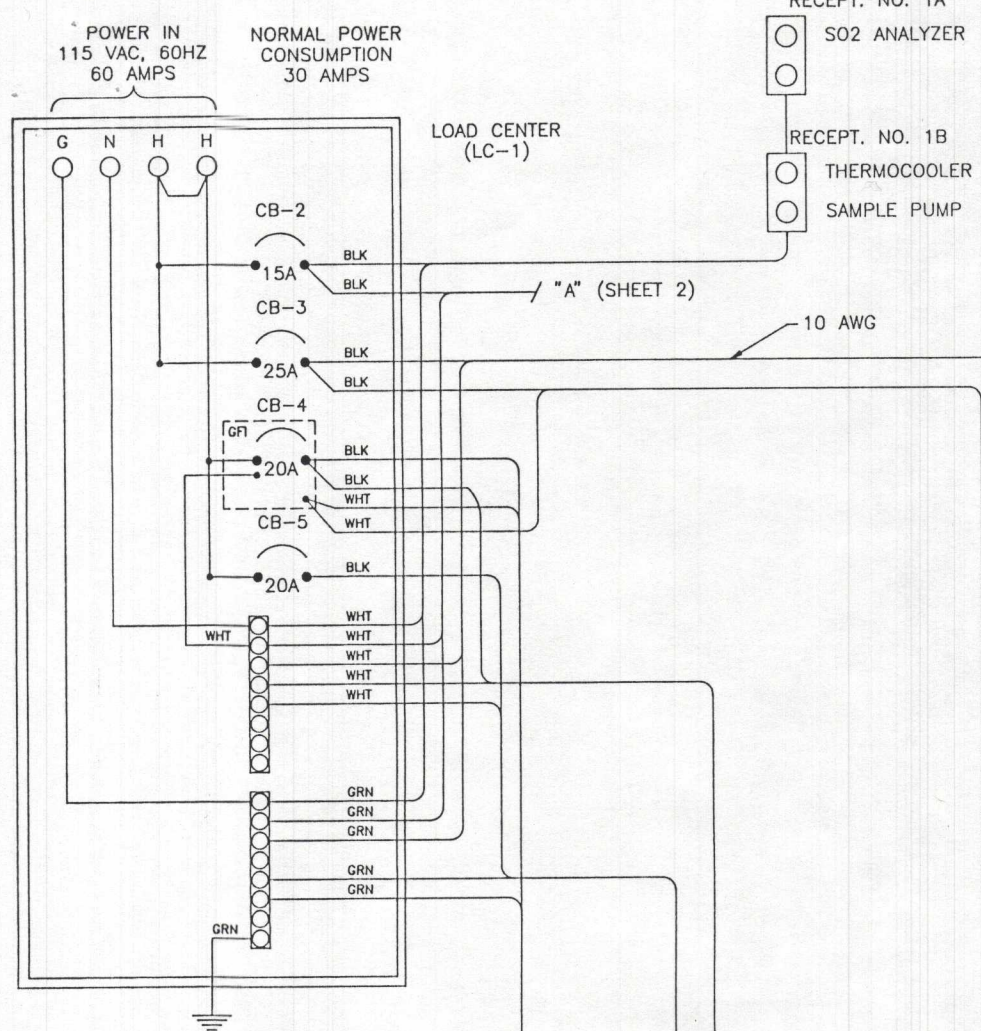 RECEPT. NO. 1A
SO2 ANALYZER
POWER IN
115 VAC, 60HZ
60 AMPS
NORMAL POWER
CONSUMPTION
30 AMPS
LOAD CENTER
(LC-1)
RECEPT. NO. 1B
THERMOCOOLER
SAMPLE PUMP
G N H H
CB-2
15A
BLK
BLK
"A" (SHEET 2)
CB-3
10 AWG
25A
BLK
BLK
CB-4
GFI
20A
BLK
BLK
WHT
WHT
CB-5
20A
BLK
WHT
WHT
WHT
WHT
WHT
WHT
GRN
GRN
GRN
GRN
GRN
GRN